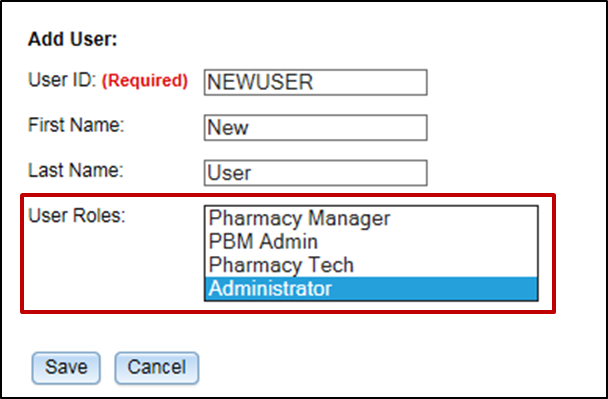 Add User:
User ID: (Required) NEWUSER
First Name: New
Last Name: User
User Roles: Pharmacy Manager
PBM Admin
Pharmacy Tech
Administrator
Save Cancel